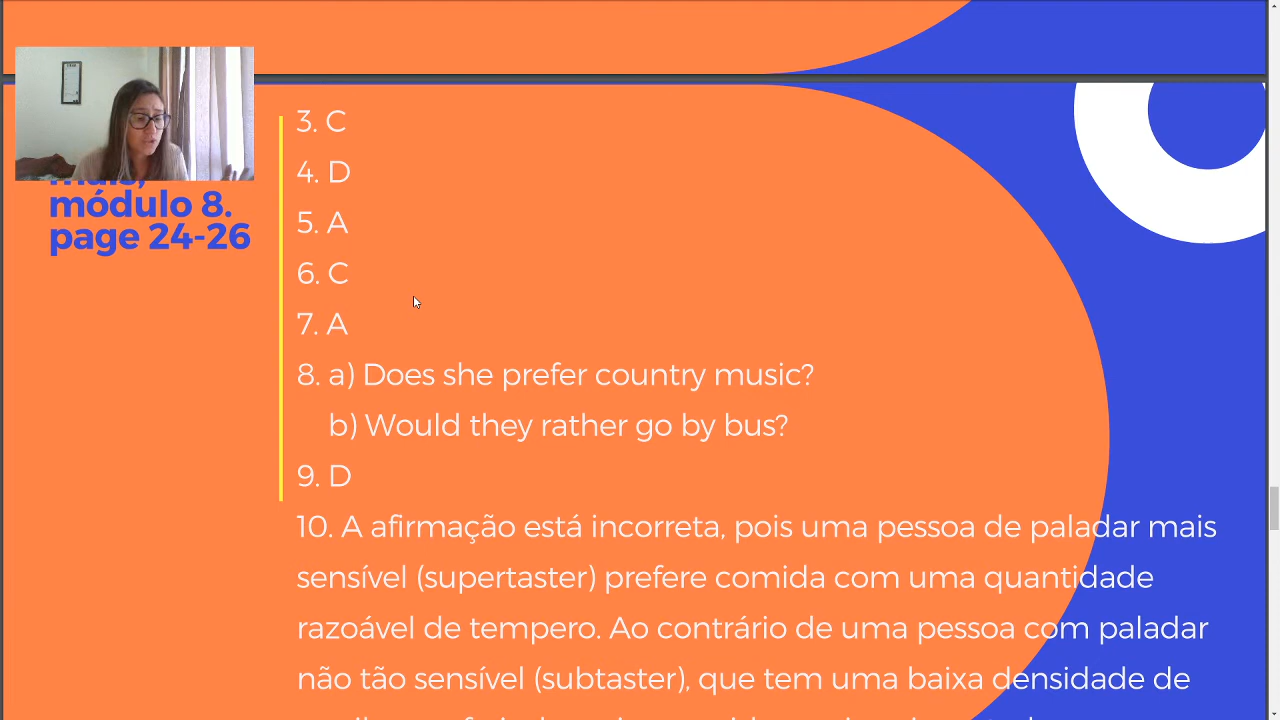 mais,
módulo 8.
page 24-26
3. C
4. D
5. A
6. C
7. A
8. a) Does she prefer country music?
b) Would they rather go by bus?
9. D
10. A afirmação está incorreta, pois uma pessoa de paladar mais
sensível (supertaster) prefere comida com uma quantidade
razoável de tempero. Ao contrário de uma pessoa com paladar
não tão sensível (subtaster), que tem uma baixa densidade de